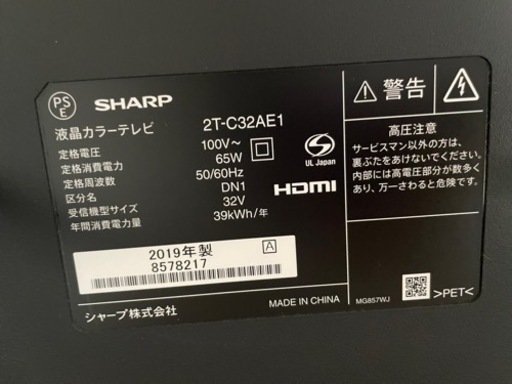 PS
E
SHARP
液晶カラーテレビ 2T-C32AE1
定格電圧 100V~
定格消費電力 65W
定格周波数 50/60Hz
区分名 DN1
受信機型サイズ 32V
年間消費電力量 39kWh/年
S
UL Japan
HDMI
2019年製 A
8578217
シャープ株式会社
MADE IN CHINA
警告
高圧注意
サービスマン以外の方は、
裏ぶたをあけないでください。
内部には高電圧部分が数多く
あり、万一さわると危険です。
MG857WJ
>PET<